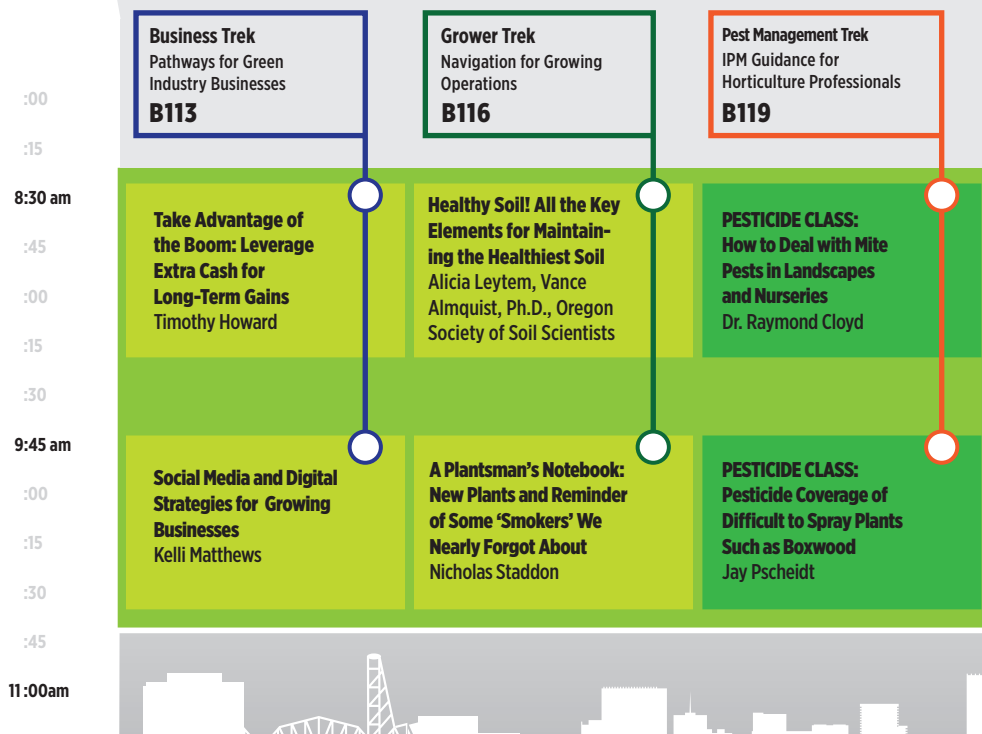 Business Trek
Pathways for Green
Industry Businesses
B113
Grower Trek
Navigation for Growing
Operations
B116
Pest Management Trek
IPM Guidance for
Horticulture Professionals
B119
:00
:15
8:30 am
Take Advantage of
the Boom: Leverage
Extra Cash for
Long-Term Gains
Timothy Howard
Healthy Soil! All the Key
Elements for Maintain-
ing the Healthiest Soil
Alicia Leytem, Vance
Almquist, Ph.D., Oregon
Society of Soil Scientists
PESTICIDE CLASS:
How to Deal with Mite
Pests in Landscapes
and Nurseries
Dr. Raymond Cloyd
:45
:00
:15
:30
9:45 am
Social Media and Digital
Strategies for Growing
Businesses
Kelli Matthews
A Plantsman’s Notebook:
New Plants and Reminder
of Some ‘Smokers’ We
Nearly Forgot About
Nicholas Staddon
PESTICIDE CLASS:
Pesticide Coverage of
Difficult to Spray Plants
Such as Boxwood
Jay Pscheidt
:00
:15
:30
:45
11:00am